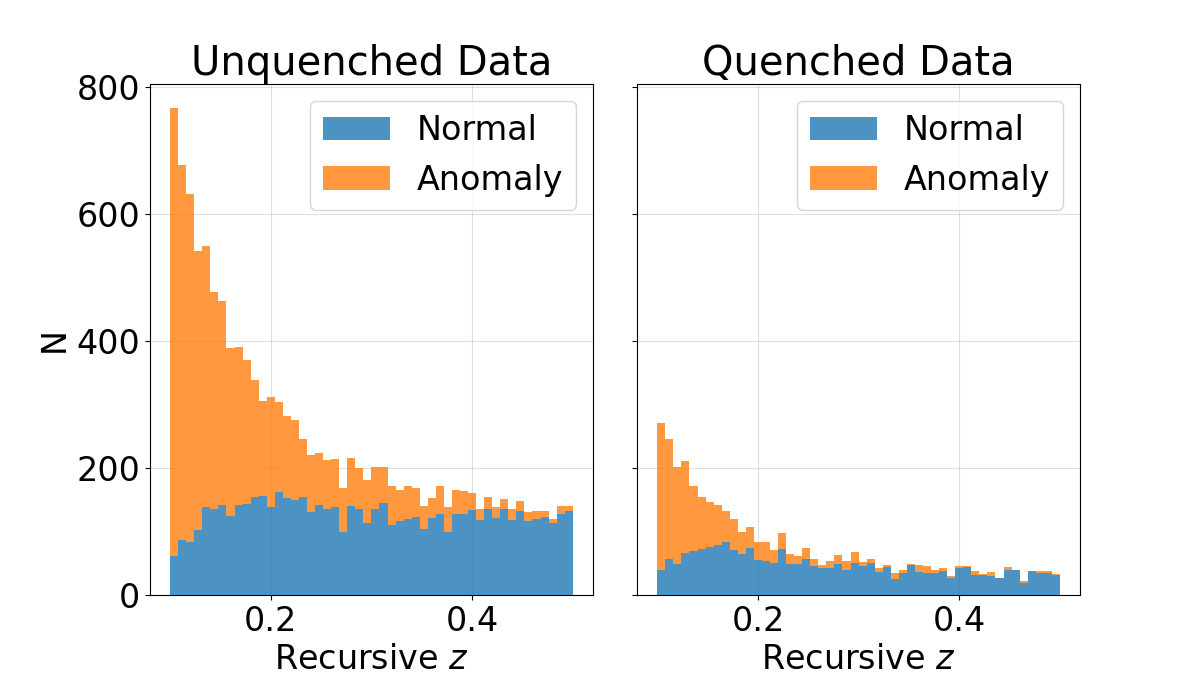 Unquenched Data
Quenched Data
800
600
400
200
0
N
Normal
Anomaly
Normal
Anomaly
0.2
0.4
0.2
0.4
Recursive z
Recursive z